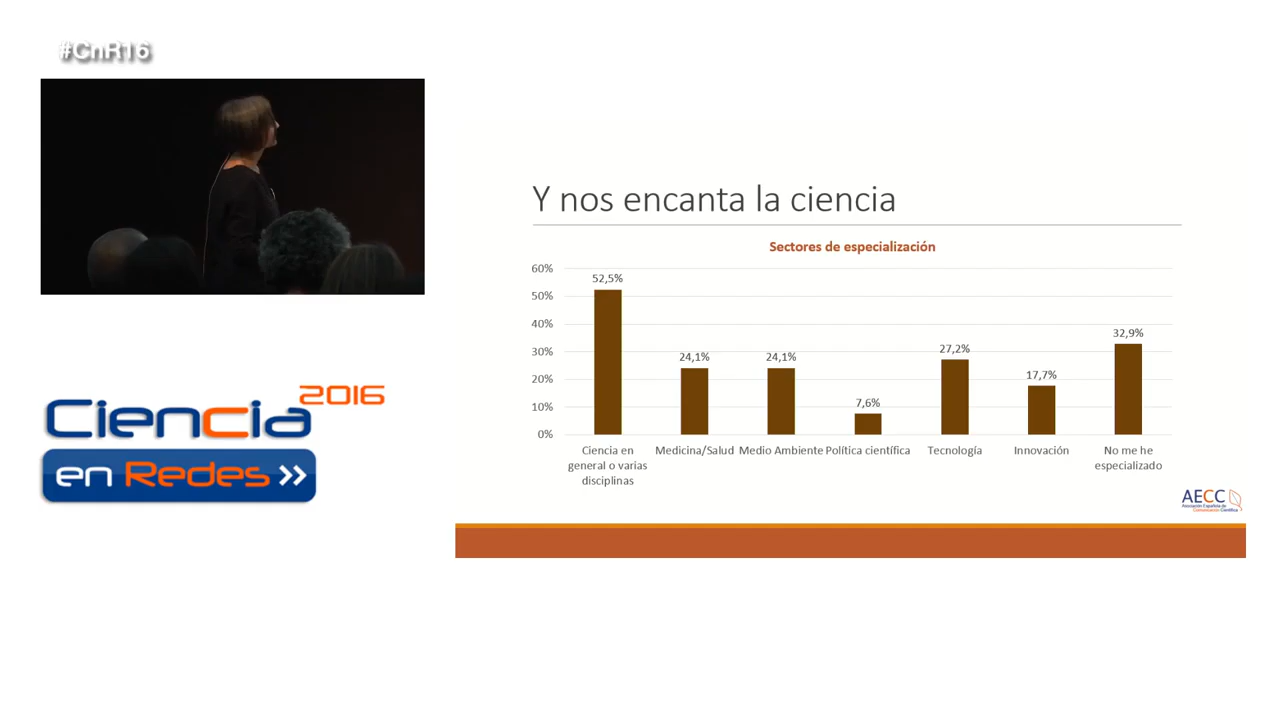 #CnR16
Y nos encanta la ciencia
Sectores de especialización
60%
50%
40%
30%
20%
10%
0%
52,5%
24,1%
24,1%
7,6%
27,2%
17,7%
32,9%
Ciencia en
general o varias
disciplinas
Medicina/Salud
Medio Ambiente
Política científica
Tecnología
Innovación
No me he
especializado
2016
Ciencia
en Redes
AECC
Asociación Española de
Comunicación Científica